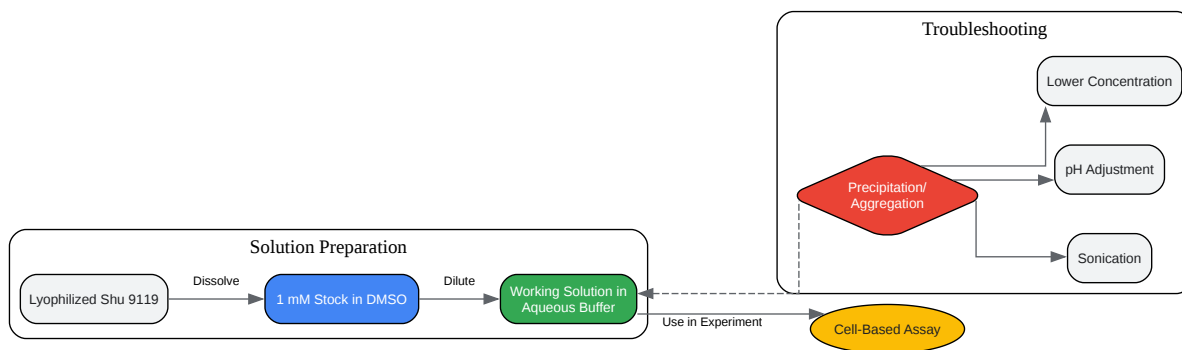 Troubleshooting
Lower Concentration
pH Adjustment
Precipitation/
Aggregation
Sonication
Solution Preparation
Lyophilized Shu 9119
Dissolve
1 mM Stock in DMSO
Dilute
Working Solution in
Aqueous Buffer
Use in Experiment
Cell-Based Assay